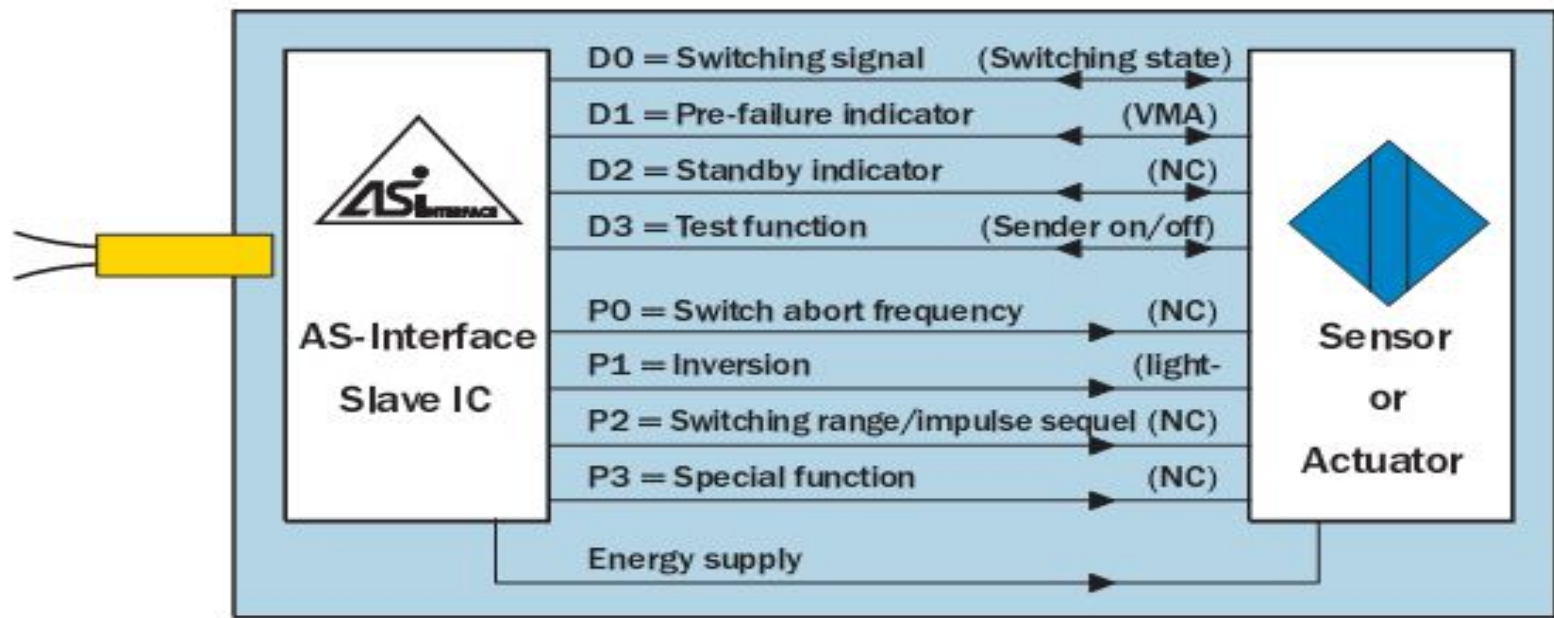 D0 = Switching signal (Switching state)
D1 = Pre-failure indicator (VMA)
D2 = Standby indicator (NC)
D3 = Test function (Sender on/off)
P0 = Switch abort frequency (NC)
P1 = Inversion (light-
P2 = Switching range/impulse sequel (NC)
P3 = Special function (NC)
Energy supply
ASi INTERFACE
AS-Interface
Slave IC
Sensor
or
Actuator